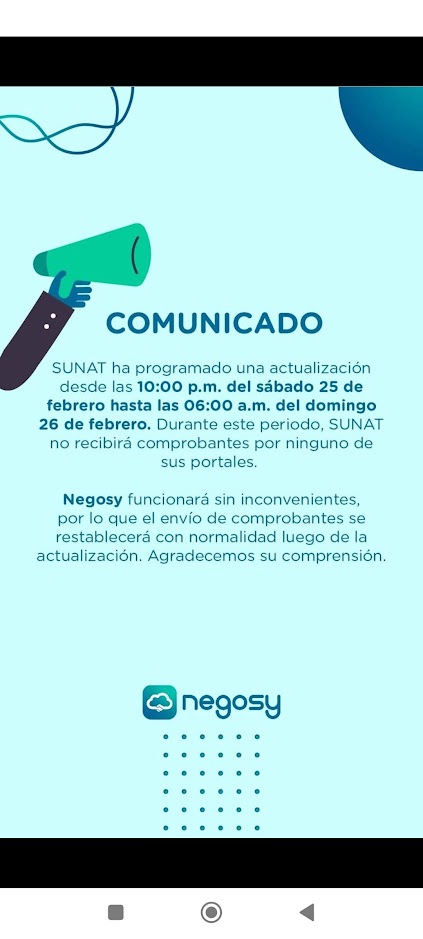 COMUNICADO
SUNAT ha programado una actualización
desde las 10:00 p.m. del sábado 25 de
febrero hasta las 06:00 a.m. del domingo
26 de febrero. Durante este periodo, SUNAT
no recibirá comprobantes por ninguno de
sus portales.
Negosy funcionará sin inconvenientes,
por lo que el envío de comprobantes se
restablecerá con normalidad luego de la
actualización. Agradecemos su comprensión.
negosy